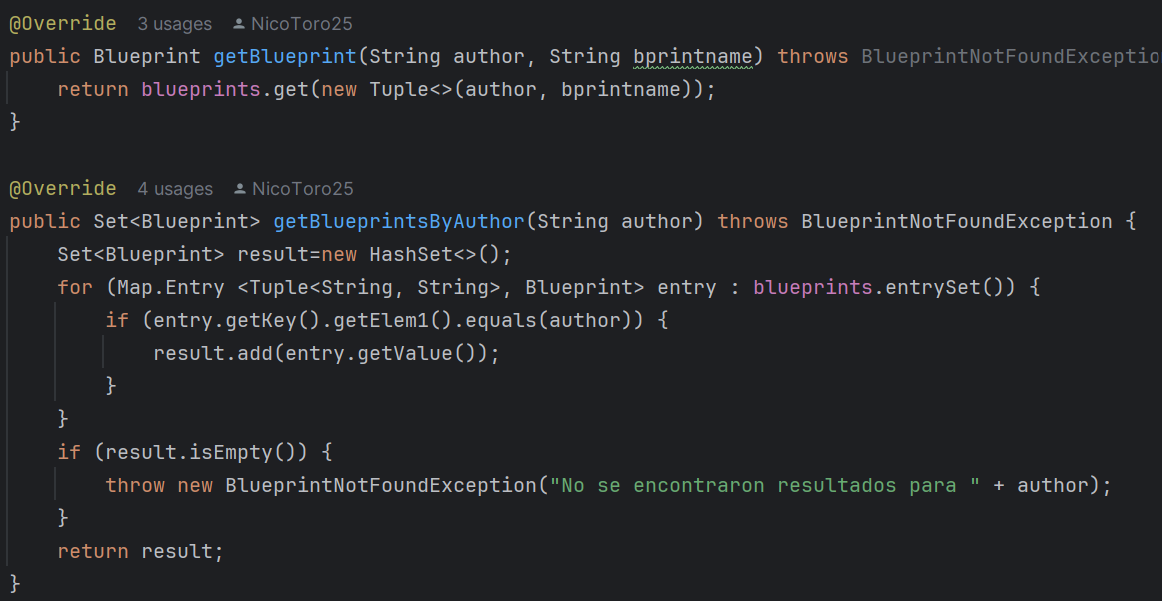 @Override 3 usages NicoToro25
public Blueprint getBlueprint(String author, String bprintname) throws BlueprintNotFoundExceptio
    return blueprints.get(new Tuple<>(author, bprintname));
}
@Override 4 usages NicoToro25
public Set<Blueprint> getBlueprintsByAuthor(String author) throws BlueprintNotFoundException {
    Set<Blueprint> result=new HashSet<>();
    for (Map.Entry <Tuple<String, String>, Blueprint> entry : blueprints.entrySet()) {
        if (entry.getKey().getElem1().equals(author)) {
            result.add(entry.getValue());
        }
    }
    if (result.isEmpty()) {
        throw new BlueprintNotFoundException("No se encontraron resultados para " + author);
    }
    return result;
}